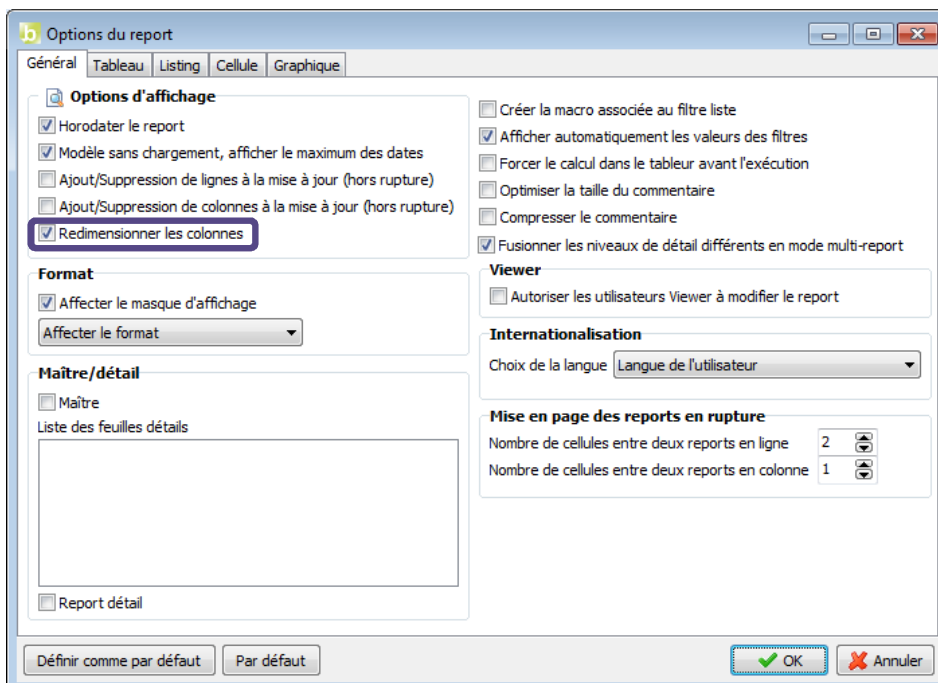 Options du report
Général Tableau Listing Cellule Graphique
Options d'affichage
Horodater le report
Modèle sans chargement, afficher le maximum des dates
Ajout/Suppression de lignes à la mise à jour (hors rupture)
Ajout/Suppression de colonnes à la mise à jour (hors rupture)
Redimensionner les colonnes
Format
Affecter le masque d'affichage
Affecter le format
Maître/détail
Maître
Liste des feuilles détails
Report détail
Créer la macro associée au filtre liste
Afficher automatiquement les valeurs des filtres
Forcer le calcul dans le tableur avant l'exécution
Optimiser la taille du commentaire
Compresser le commentaire
Fusionner les niveaux de détail différents en mode multi-report
Viewer
Autoriser les utilisateurs Viewer à modifier le report
Internationalisation
Choix de la langue Langue de l'utilisateur
Mise en page des reports en rupture
Nombre de cellules entre deux reports en ligne 2
Nombre de cellules entre deux reports en colonne 1
Définir comme par défaut Par défaut OK Annuler